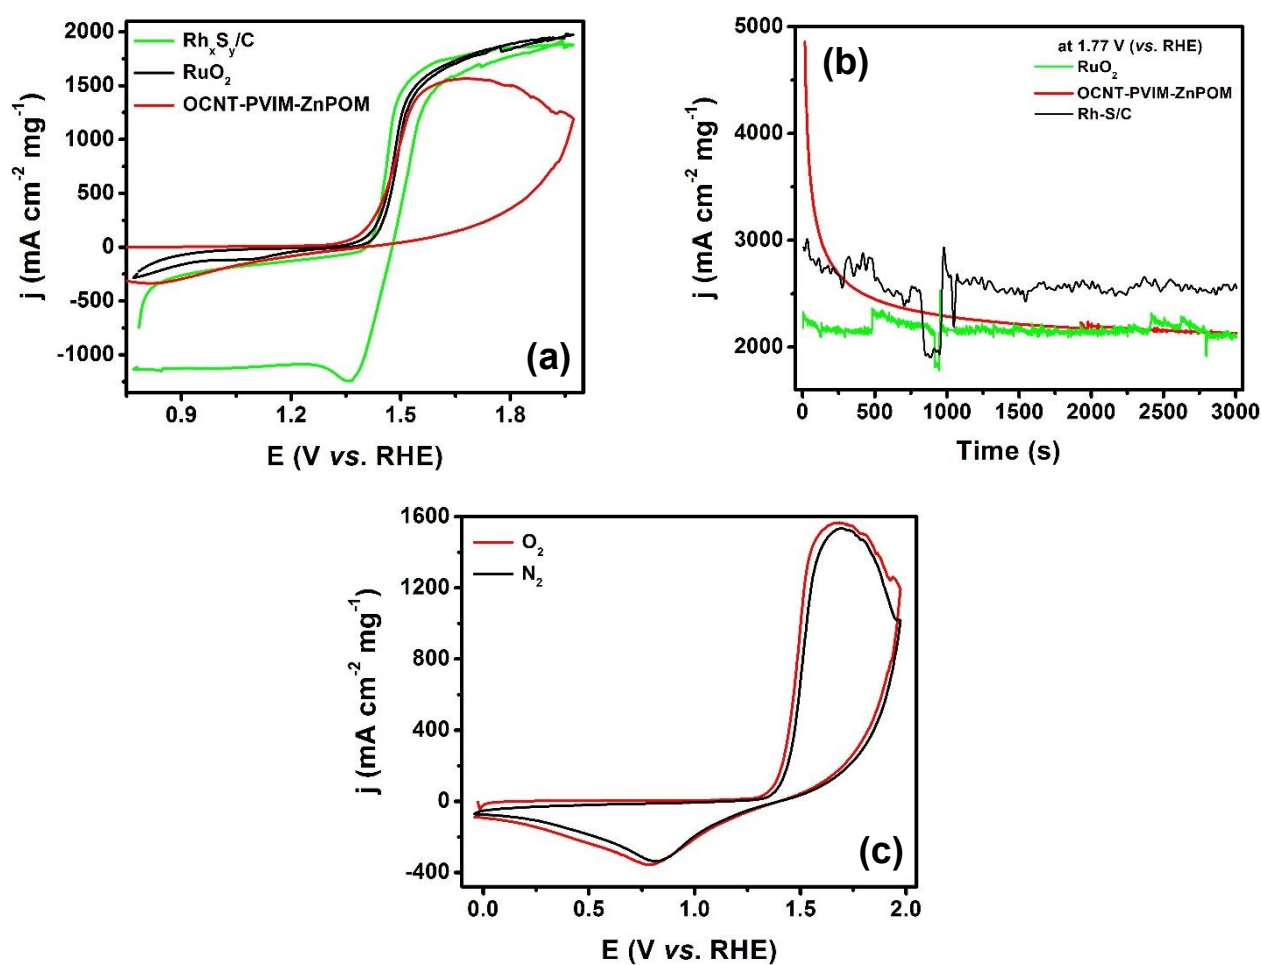 2000
1500
1000
500
0
-500
-1000
j (mA cm⁻² mg⁻¹)
RhₓSᵧ/C
RuO₂
OCNT-PVIM-ZnPOM
(a)
0.9 1.2 1.5 1.8
E (V vs. RHE)
5000
4000
3000
2000
j (mA cm⁻² mg⁻¹)
(b)
at 1.77 V (vs. RHE)
RuO₂
OCNT-PVIM-ZnPOM
Rh-S/C
0 500 1000 1500 2000 2500 3000
Time (s)
1600
1200
800
400
0
-400
j (mA cm⁻² mg⁻¹)
O₂
N₂
(c)
0.0 0.5 1.0 1.5 2.0
E (V vs. RHE)